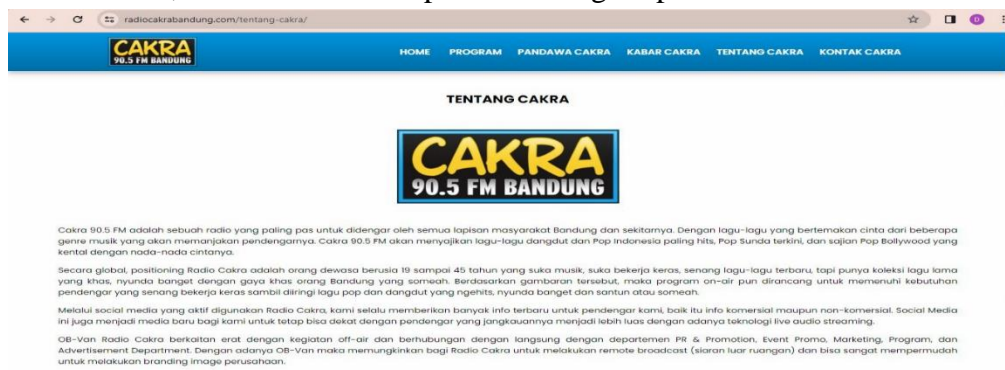 radiocakrabandung.com/tentang-cakra/
CAKRA
90.5 FM BANDUNG
HOME PROGRAM PANDAWA CAKRA KABAR CAKRA TENTANG CAKRA KONTAK CAKRA
TENTANG CAKRA
CAKRA
90.5 FM BANDUNG
Cakra 90.5 FM adalah sebuah radio yang paling pas untuk didengar oleh semua lapisan masyarakat Bandung dan sekitarnya. Dengan lagu-lagu yang bertemakan cinta dari beberapa
genre musik yang akan memanjakan pendengarnya. Cakra 90.5 FM akan menyajikan lagu-lagu dangdut dan Pop Indonesia paling hits, Pop Sunda terkini, dan sajian Pop Bollywood yang
kental dengan nada-nada cintanya.
Secara global, positioning Radio Cakra adalah orang dewasa berusia 19 sampai 45 tahun yang suka musik, suka bekerja keras, senang lagu-lagu terbaru, tapi punya koleksi lagu lama
yang khas, nyunda banget dengan gaya khas orang Bandung yang someah. Berdasarkan gambaran tersebut, maka program on-air pun dirancang untuk memenuhi kebutuhan
pendengar yang senang bekerja keras sambil diiringi lagu pop dan dangdut yang ngehits, nyunda banget dan santun atau someah.
Melalui social media yang aktif digunakan Radio Cakra, kami selalu memberikan banyak info terbaru untuk pendengar kami, baik itu info komersial maupun non-komersial. Social Media
ini juga menjadi media baru bagi kami untuk tetap bisa dekat dengan pendengar yang jangkauannya menjadi lebih luas dengan adanya teknologi live audio streaming.
OB-Van Radio Cakra berkaitan erat dengan kegiatan off-air dan berhubungan dengan langsung dengan departemen PR & Promotion, Event Promo, Marketing, Program, dan
Advertisement Department. Dengan adanya OB-Van maka memungkinkan bagi Radio Cakra untuk melakukan remote broadcast (siaran luar ruangan) dan bisa sangat mempermudah
untuk melakukan branding image perusahaan.